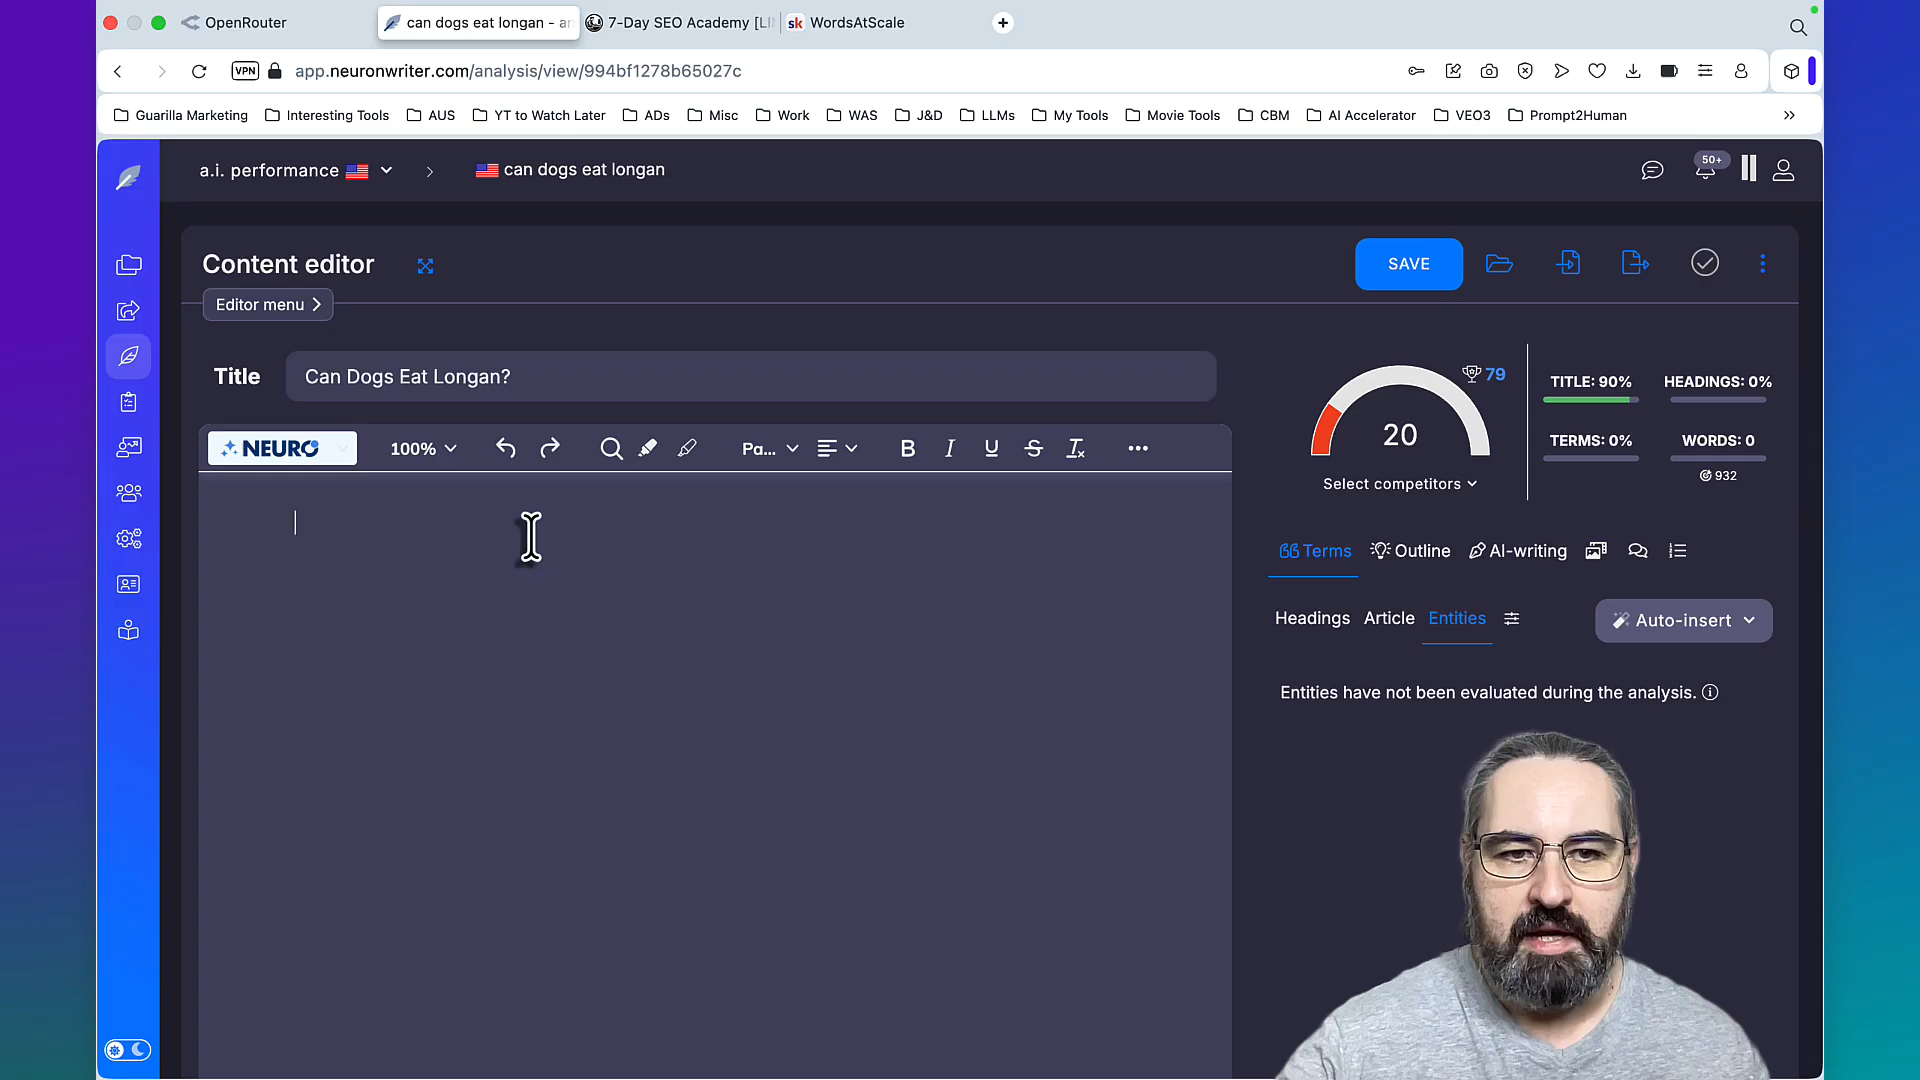 OpenRouter
can dogs eat longan - a
7-Day SEO Academy [LI
sk WordsAtScale
VPN
app.neuronwriter.com/analysis/view/994bf1278b65027c
Guarilla Marketing
Interesting Tools
AUS
YT to Watch Later
ADs
Misc
Work
WAS
J&D
LLMs
My Tools
Movie Tools
CBM
AI Accelerator
VEO3
Prompt2Human
a.i. performance
can dogs eat longan
50+
Content editor
SAVE
Editor menu
Title
Can Dogs Eat Longan?
79
20
Select competitors
TITLE: 90%
HEADINGS: 0%
TERMS: 0%
WORDS: 0
932
NEURO
100%
Pa...
B I U S Tx
Terms
Outline
AI-writing
Headings
Article
Entities
Auto-insert
Entities have not been evaluated during the analysis.